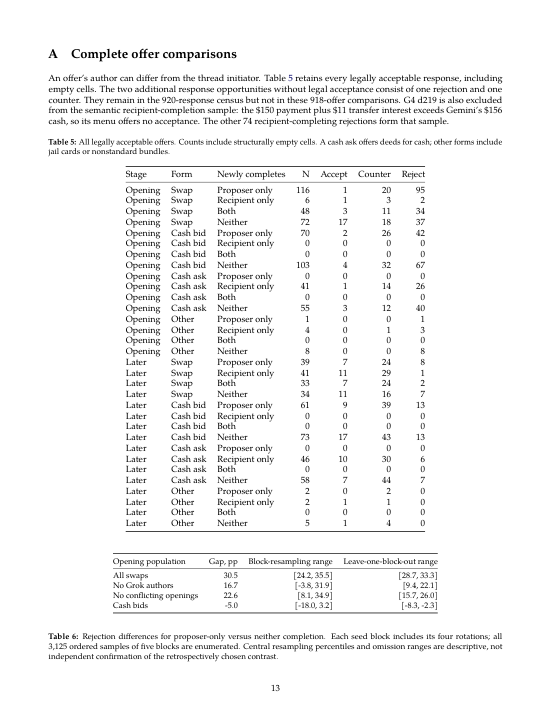 A Complete offer comparisons
An offer's author can differ from the thread initiator. Table 5 retains every legally acceptable response, including
empty cells. The two additional response opportunities without legal acceptance consist of one rejection and one
counter. They remain in the 920-response census but not in these 918-offer comparisons. G4 d219 is also excluded
from the semantic recipient-completion sample: the $150 payment plus $11 transfer interest exceeds Gemini's $156
cash, so its menu offers no acceptance. The other 74 recipient-completing rejections form that sample.
Table 5: All legally acceptable offers. Counts include structurally empty cells. A cash ask offers deeds for cash; other forms include
jail cards or nonstandard bundles.
Stage Form Newly completes N Accept Counter Reject
Opening Swap Proposer only 116 1 20 95
Opening Swap Recipient only 6 1 3 2
Opening Swap Both 48 3 11 34
Opening Swap Neither 72 17 18 37
Opening Cash bid Proposer only 70 2 26 42
Opening Cash bid Recipient only 0 0 0 0
Opening Cash bid Both 0 0 0 0
Opening Cash bid Neither 103 4 32 67
Opening Cash ask Proposer only 0 0 0 0
Opening Cash ask Recipient only 41 1 14 26
Opening Cash ask Both 0 0 0 0
Opening Cash ask Neither 55 3 12 40
Opening Other Proposer only 1 0 0 1
Opening Other Recipient only 4 0 1 3
Opening Other Both 0 0 0 0
Opening Other Neither 8 0 0 8
Later Swap Proposer only 39 7 24 8
Later Swap Recipient only 41 11 29 1
Later Swap Both 33 7 24 2
Later Swap Neither 34 11 16 7
Later Cash bid Proposer only 61 9 39 13
Later Cash bid Recipient only 0 0 0 0
Later Cash bid Both 0 0 0 0
Later Cash bid Neither 73 17 43 13
Later Cash ask Proposer only 0 0 0 0
Later Cash ask Recipient only 46 10 30 6
Later Cash ask Both 0 0 0 0
Later Cash ask Neither 58 7 44 7
Later Other Proposer only 2 0 2 0
Later Other Recipient only 2 1 1 0
Later Other Both 0 0 0 0
Later Other Neither 5 1 4 0
Opening population Gap, pp Block-resampling range Leave-one-block-out range
All swaps 30.5 [24.2, 35.5] [28.7, 33.3]
No Grok authors 16.7 [-3.8, 31.9] [9.4, 22.1]
No conflicting openings 22.6 [8.1, 34.9] [15.7, 26.0]
Cash bids -5.0 [-18.0, 3.2] [-8.3, -2.3]
Table 6: Rejection differences for proposer-only versus neither completion. Each seed block includes its four rotations; all
3,125 ordered samples of five blocks are enumerated. Central resampling percentiles and omission ranges are descriptive, not
independent confirmation of the retrospectively chosen contrast.
13